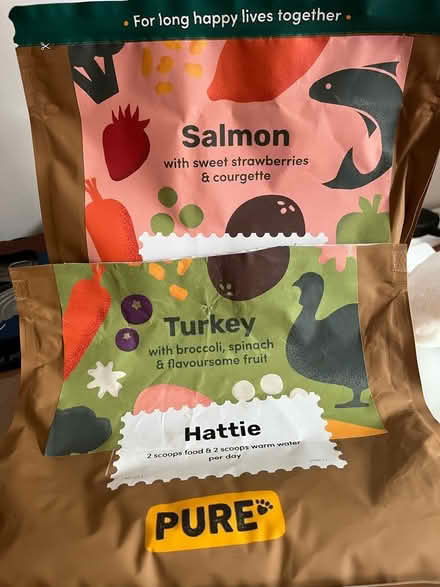 · For long happy lives together ·
Salmon
with sweet strawberries
& courgette
Turkey
with broccoli, spinach
& flavoursome fruit
Hattie
2 scoops food & 2 scoops warm water
per day
PURE